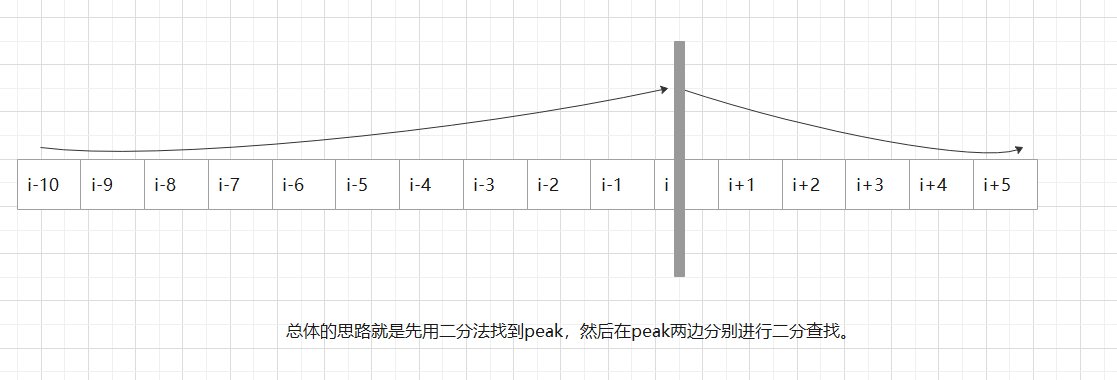 i-10 i-9 i-8 i-7 i-6 i-5 i-4 i-3 i-2 i-1 i i+1 i+2 i+3 i+4 i+5
总体的思路就是先用二分法找到peak，然后在peak两边分别进行二分查找。